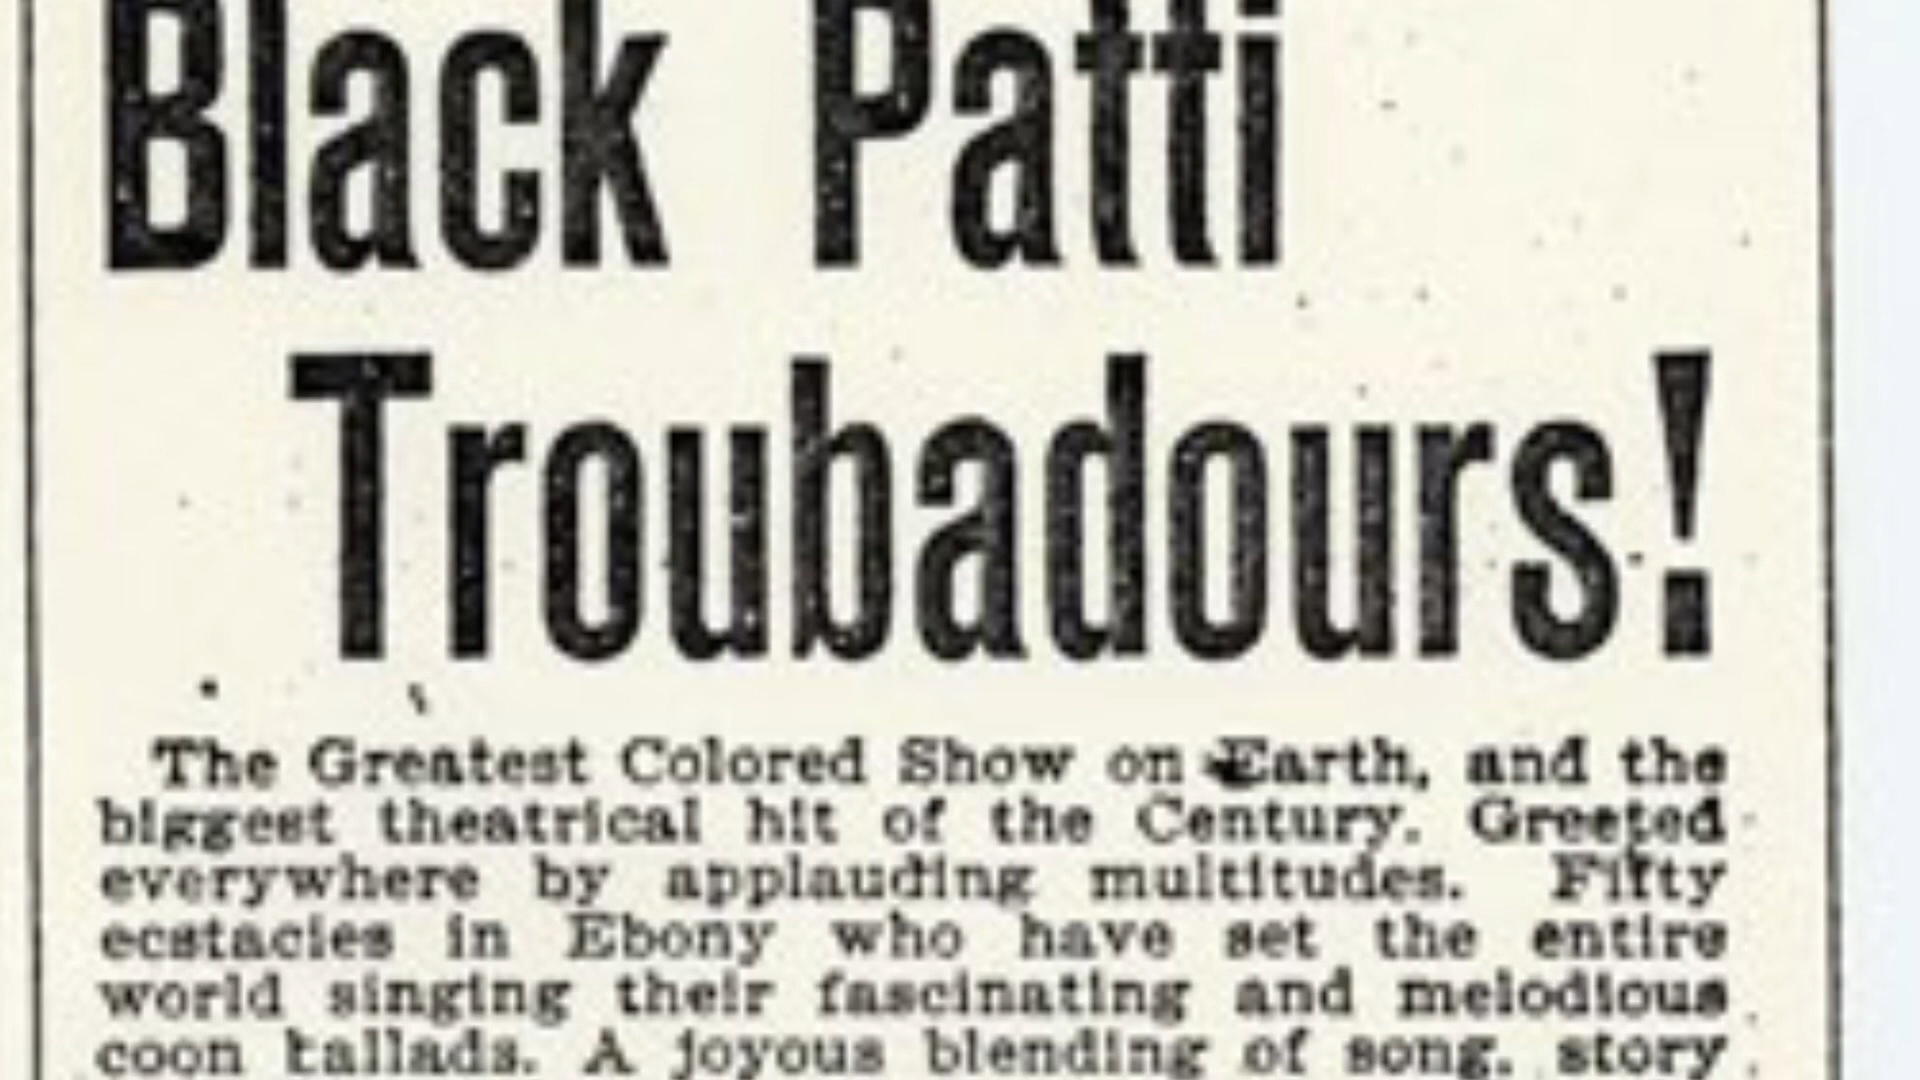 Black Patti
Troubadours!
The Greatest Colored Show on Earth, and the
biggest theatrical hit of the Century. Greeted
everywhere by applauding multitudes. Fifty
ecstacies in Ebony who have set the entire
world singing their fascinating and melodious
coon ballads. A joyous blending of song, story